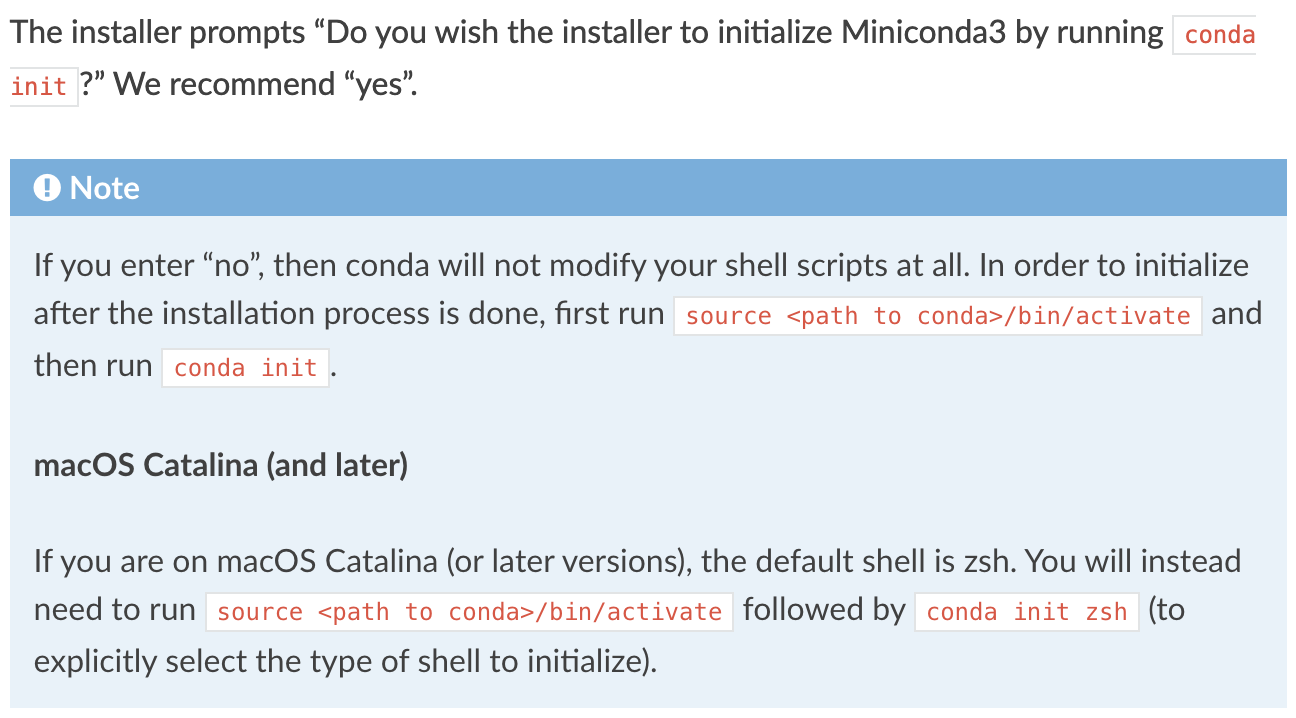 The installer prompts “Do you wish the installer to initialize Miniconda3 by running conda
init ?” We recommend “yes”.
Note
If you enter “no”, then conda will not modify your shell scripts at all. In order to initialize
after the installation process is done, first run source <path to conda>/bin/activate and
then run conda init .
macOS Catalina (and later)
If you are on macOS Catalina (or later versions), the default shell is zsh. You will instead
need to run source <path to conda>/bin/activate followed by conda init zsh (to
explicitly select the type of shell to initialize).